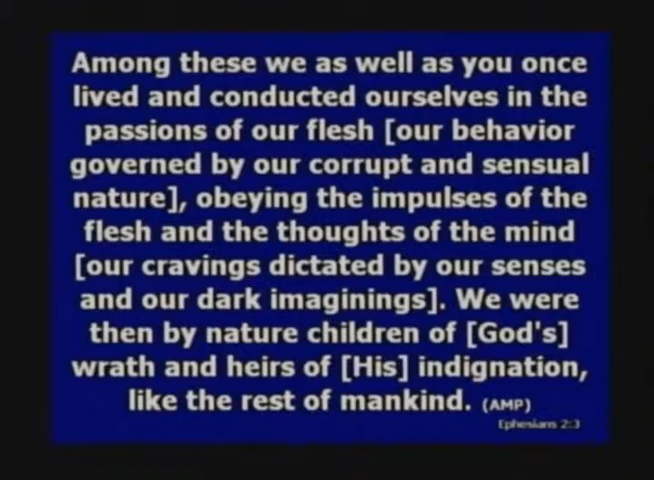 Among these we as well as you once
lived and conducted ourselves in the
passions of our flesh [our behavior
governed by our corrupt and sensual
nature], obeying the impulses of the
flesh and the thoughts of the mind
[our cravings dictated by our senses
and our dark imaginings]. We were
then by nature children of [God's]
wrath and heirs of [His] indignation,
like the rest of mankind. (AMP)
Ephesians 2:3